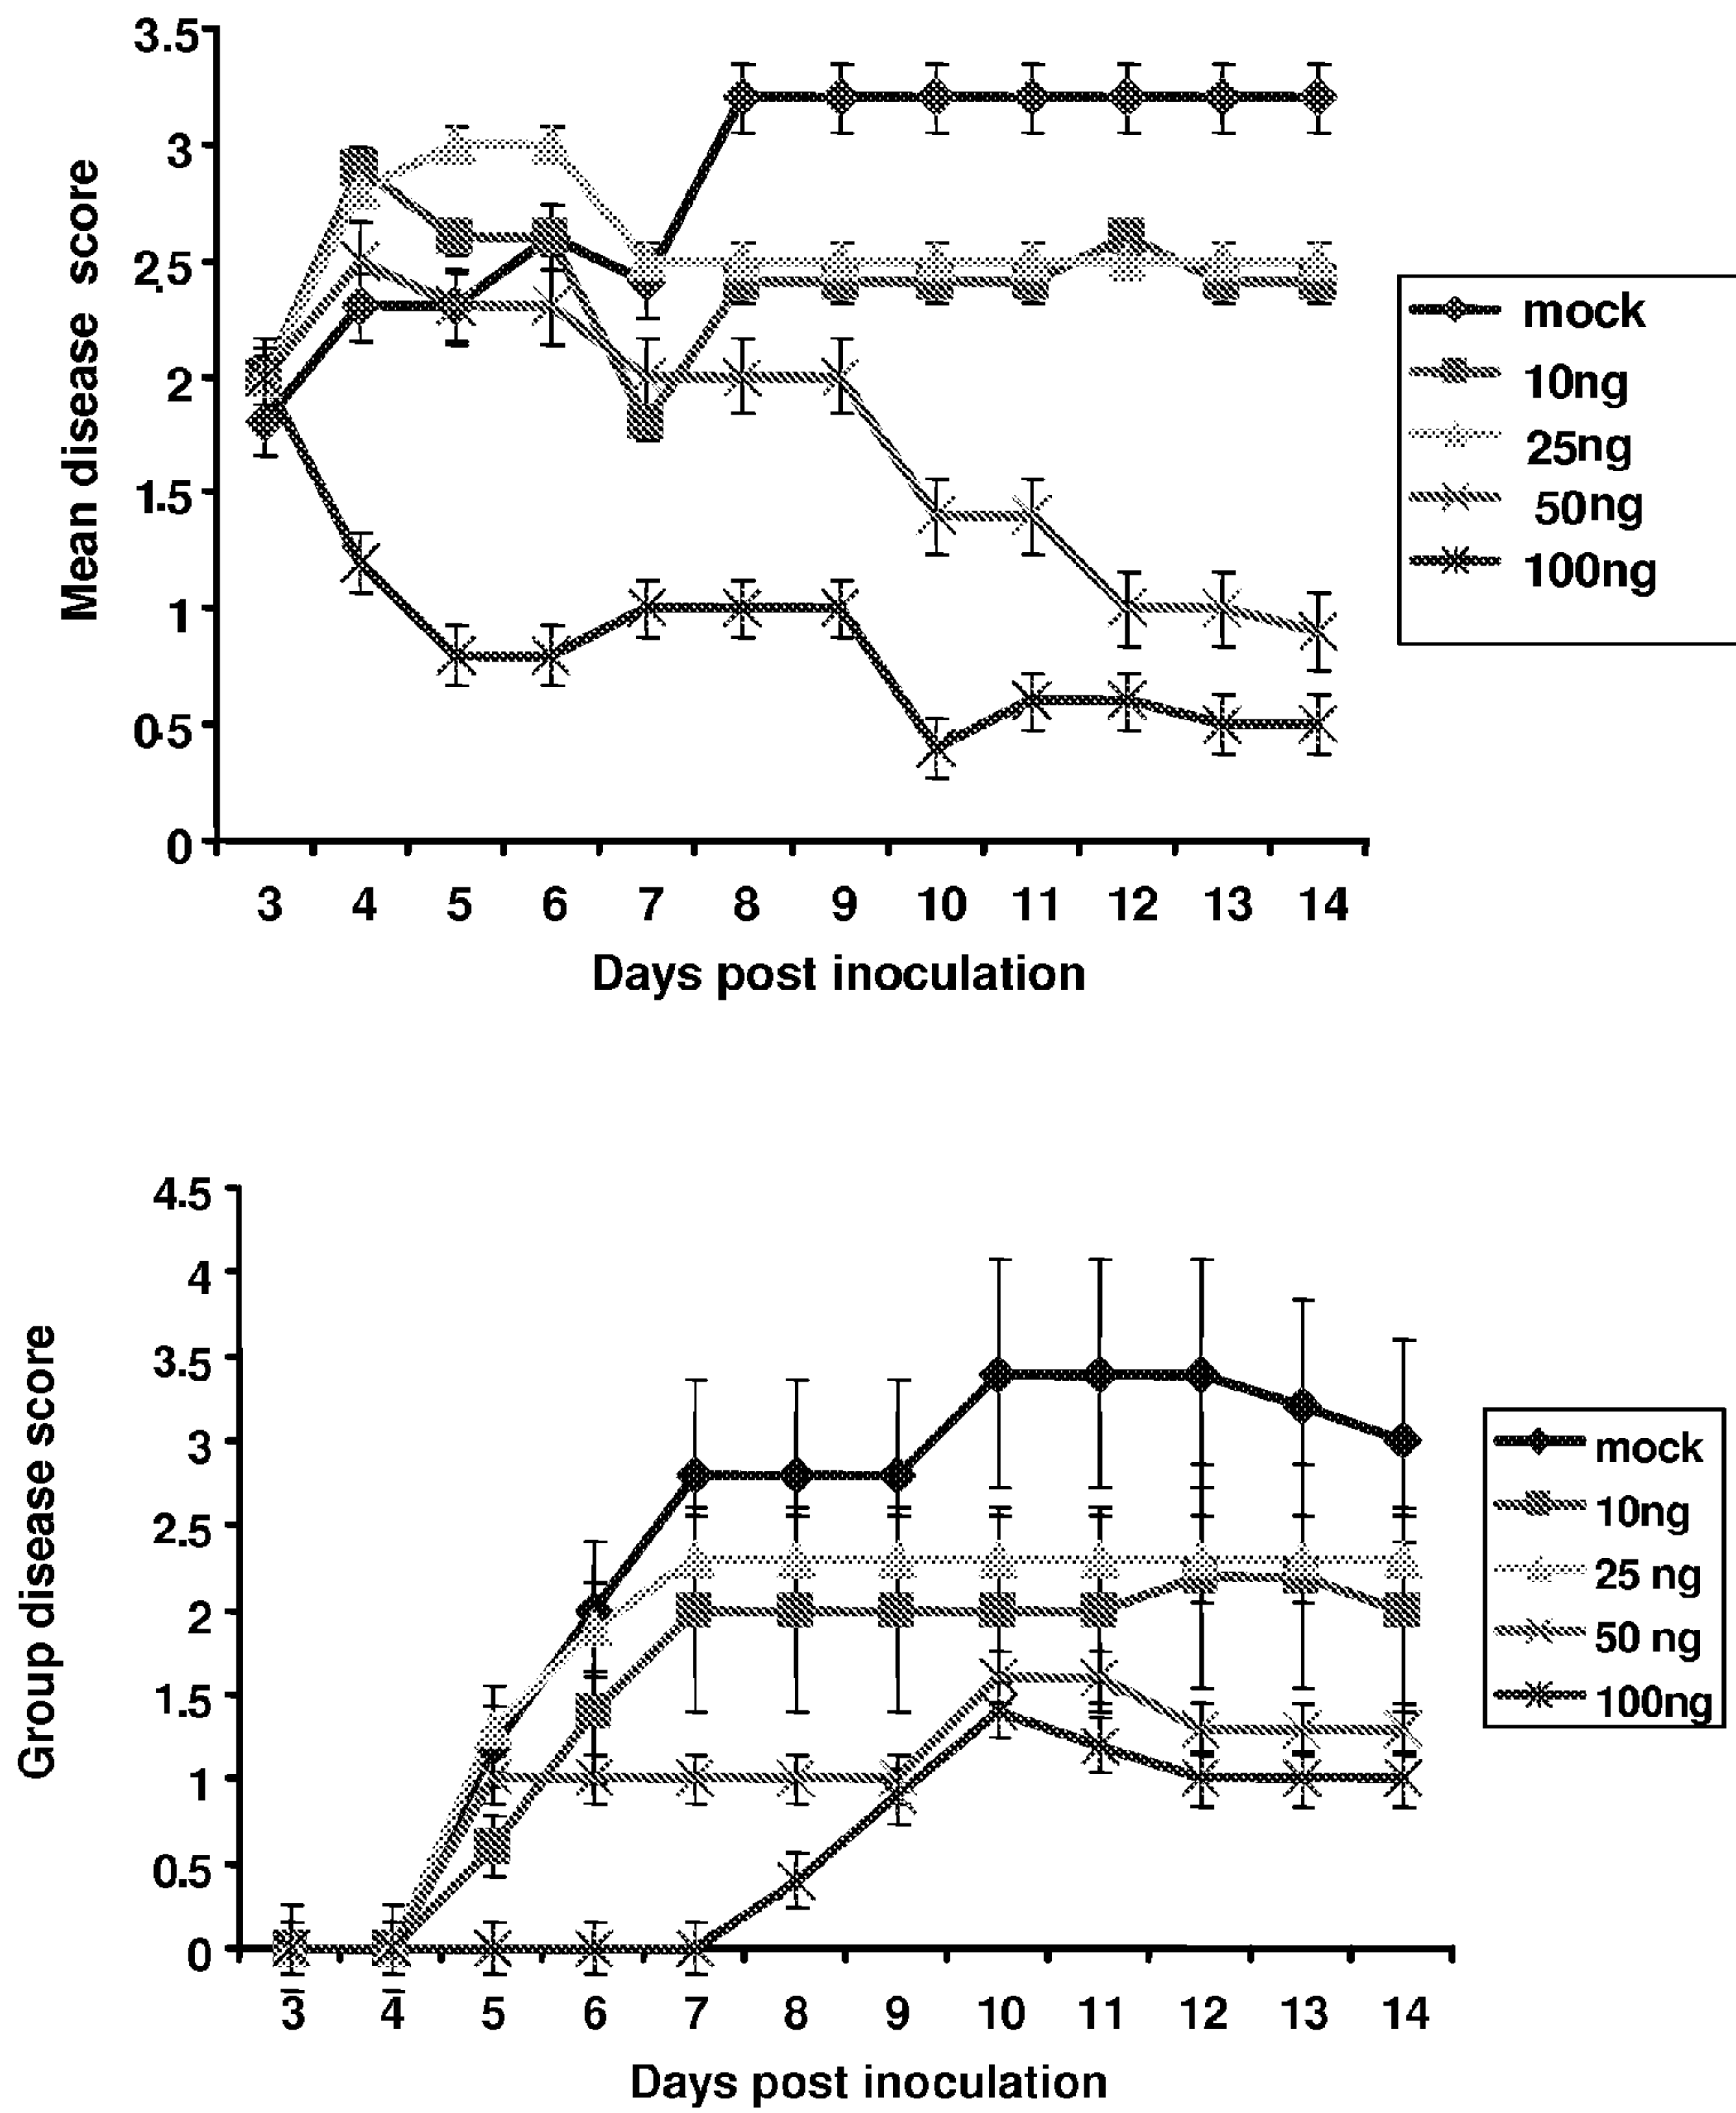 3.5
3
2.5
2
1.5
1
0.5
0
Mean disease score
3 4 5 6 7 8 9 10 11 12 13 14
Days post inoculation
mock
10ng
25ng
50ng
100ng
4.5
4
3.5
3
2.5
2
1.5
1
0.5
0
Group disease score
3 4 5 6 7 8 9 10 11 12 13 14
Days post inoculation
mock
10ng
25 ng
50 ng
100ng